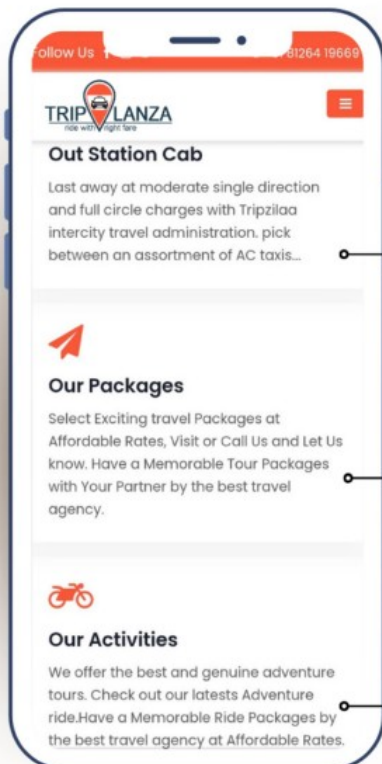 Follow Us
81264 19669
TRIP LANZA
ride with right fare
Out Station Cab
Last away at moderate single direction
and full circle charges with Tripzilaa
intercity travel administration. pick
between an assortment of AC taxis...
Our Packages
Select Exciting travel Packages at
Affordable Rates, Visit or Call Us and Let Us
know. Have a Memorable Tour Packages
with Your Partner by the best travel
agency.
Our Activities
We offer the best and genuine adventure
tours. Check out our latests Adventure
ride.Have a Memorable Ride Packages by
the best travel agency at Affordable Rates.